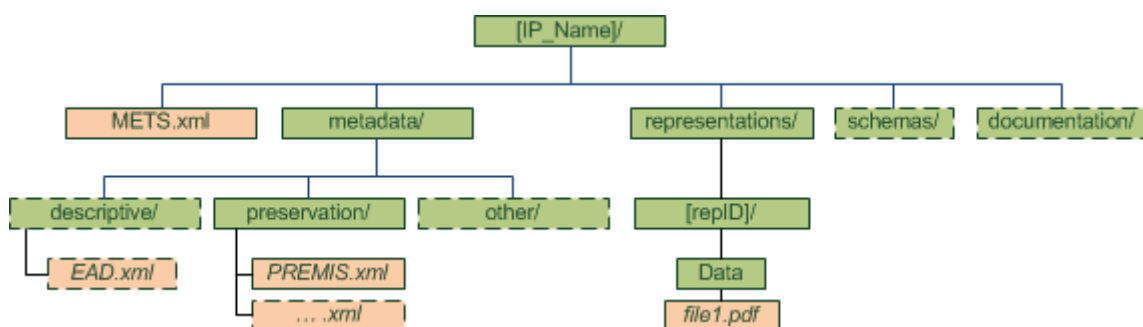 [IP_Name]/
METS.xml
metadata/
representations/
schemas/
documentation/
descriptive/
preservation/
other/
[repID]/
EAD.xml
PREMIS.xml
Data
... .xml
file1.pdf